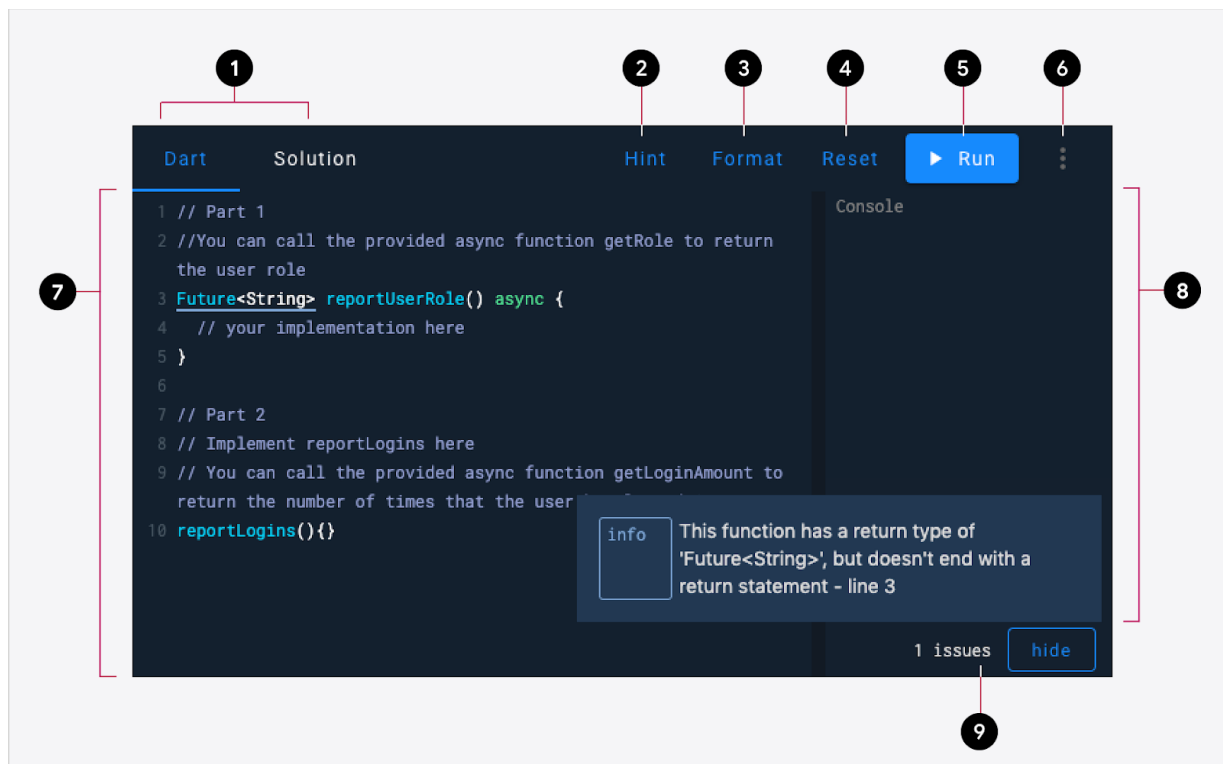 1
2
3
4
5
6
Dart Solution Hint Format Reset Run
7
8
1 // Part 1
2 //You can call the provided async function getRole to return
the user role
3 Future<String> reportUserRole() async {
4 // your implementation here
5 }
6
7 // Part 2
8 // Implement reportLogins here
9 // You can call the provided async function getLoginAmount to
return the number of times that the user
10 reportLogins(){}
Console
info
This function has a return type of
'Future<String>', but doesn't end with a
return statement - line 3
1 issues hide
9